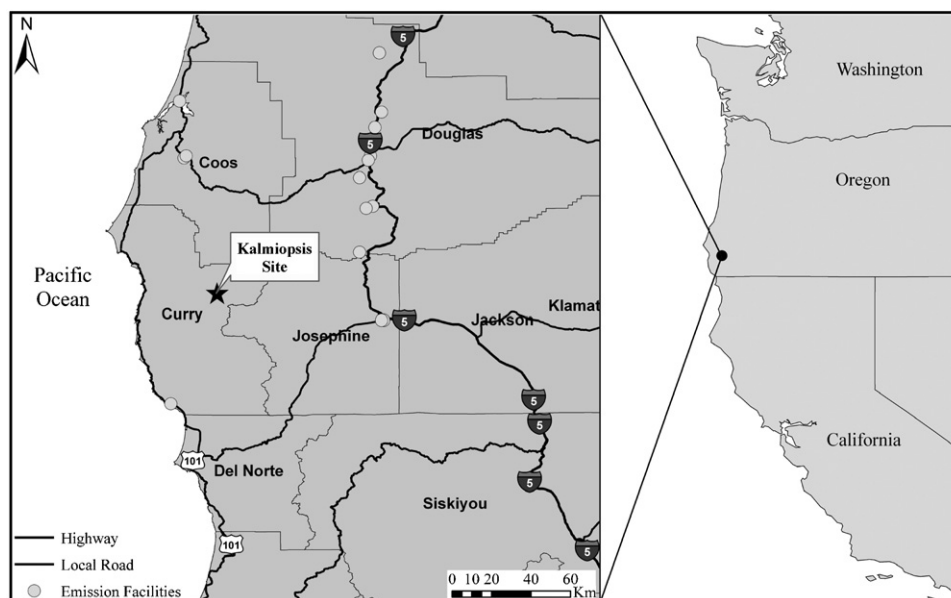 N
5
Douglas
5
Coos
Kalmiopsis
Site
Pacific
Ocean
Curry
Klamat
Jackson
Josephine
5
5
5
101
Del Norte
5
Siskiyou
101
5
Highway
Local Road
Emission Facilities
0 10 20 40 60
Km
Washington
Oregon
California